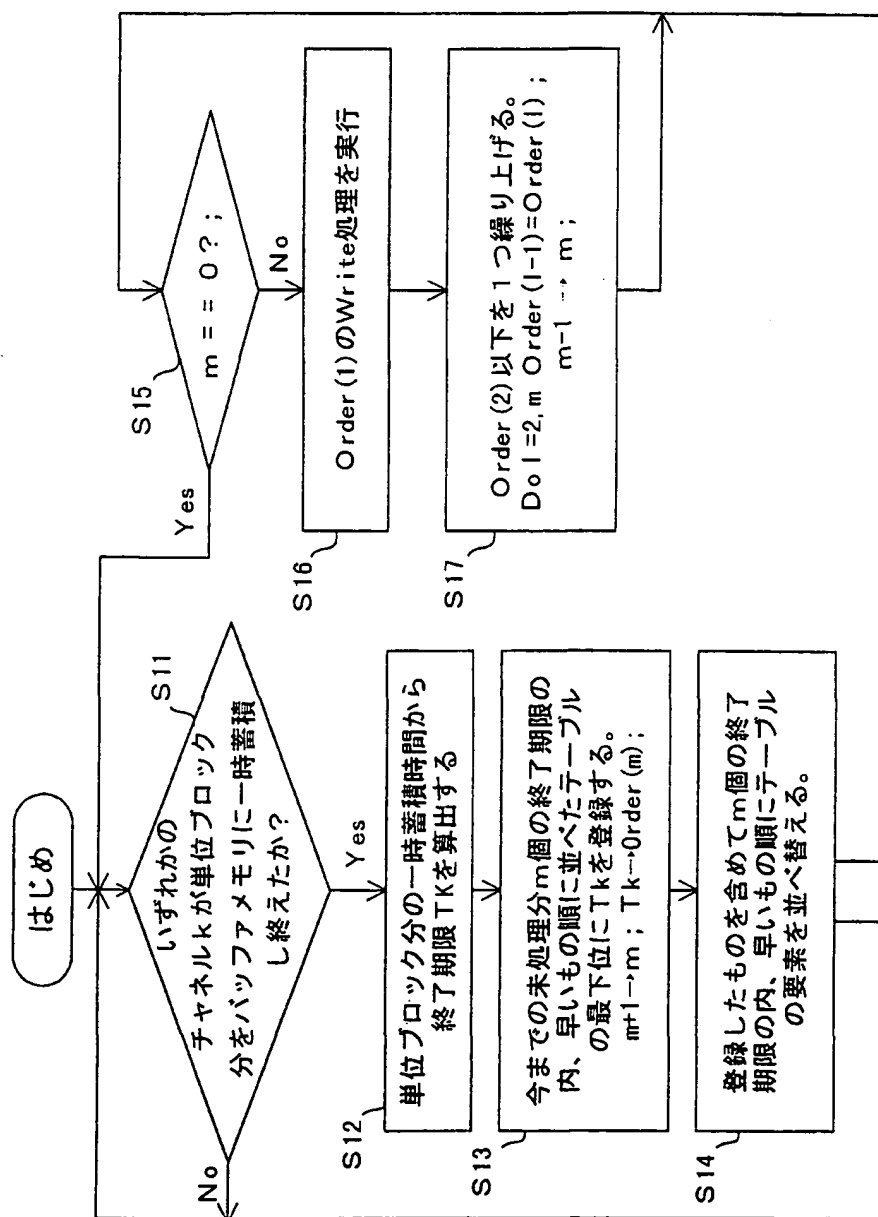 はじめ
S11
いずれかの
チャネルkが単位ブロック
分をバッファメモリに一時蓄積
し終えたか？
No
Yes
S12
単位ブロック分の一時蓄積時間から
終了期限TKを算出する
S13
今までの未処理分m個の終了期限の
内、早いもの順に並べたテーブル
の最下位にTkを登録する。
m+1→m；Tk→Order(m)；
S14
登録したものを含めてm個の終了
期限の内、早いもの順にテーブル
の要素を並べ替える。
S15
m==0?；
Yes
No
S16
Order(1)のWrite処理を実行
S17
Order(2)以下を1つ繰り上げる。
Do l=2,m Order(l-1)=Order(l)；
m-1→m；